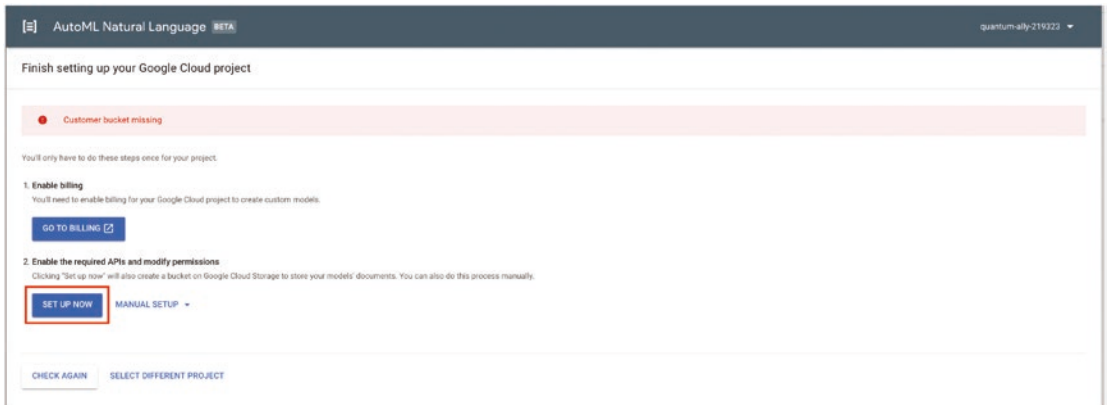 AutoML Natural Language BETA
quantum-ally-219323
Finish setting up your Google Cloud project
Customer bucket missing
You'll only have to do these steps once for your project.
1. Enable billing
You'll need to enable billing for your Google Cloud project to create custom models.
GO TO BILLING
2. Enable the required APIs and modify permissions
Clicking "Set up now" will also create a bucket on Google Cloud Storage to store your models' documents. You can also do this process manually.
SET UP NOW MANUAL SETUP
CHECK AGAIN SELECT DIFFERENT PROJECT